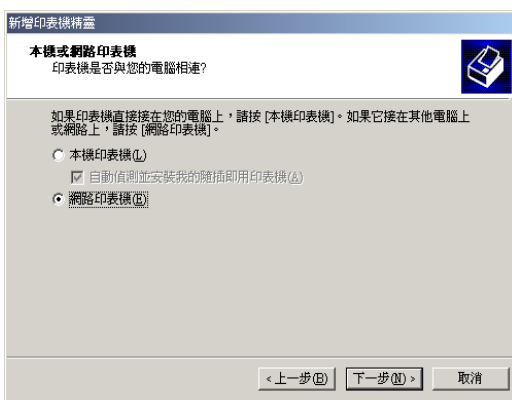 新增印表機精靈
本機或網路印表機
印表機是否與您的電腦相連?
如果印表機直接接在您的電腦上，請按 [本機印表機]。如果它接在其他電腦上
或網路上，請按 [網路印表機]。
本機印表機(L)
自動偵測並安裝我的隨插即用印表機(A)
網路印表機(E)
<上一步(B)
下一步(N)>
取消